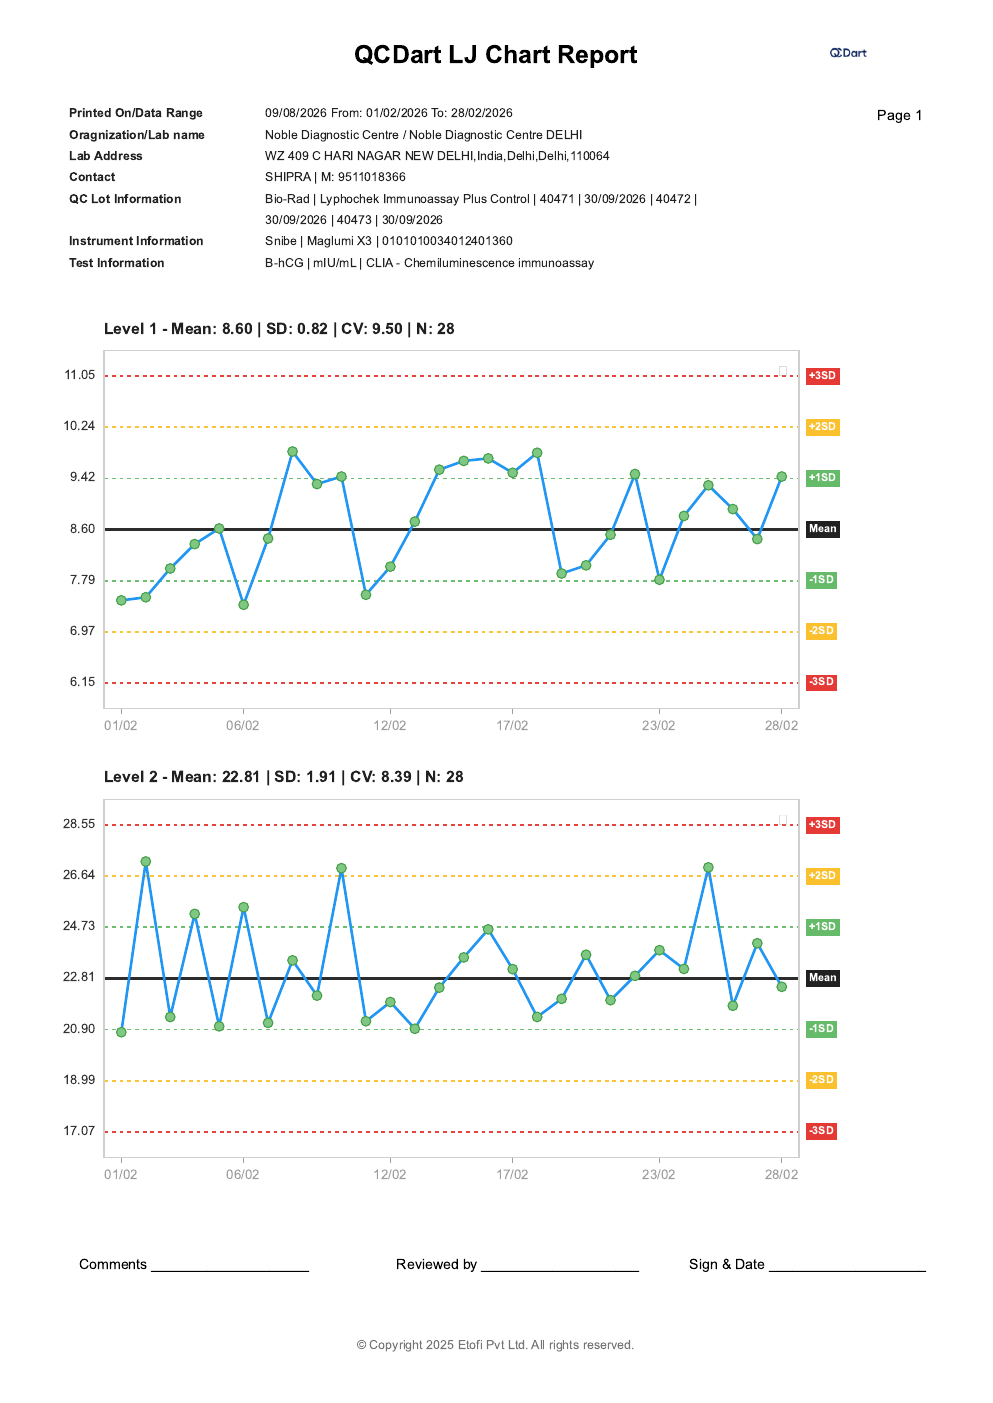 QCDart LJ Chart Report
QCDart
Printed On/Data Range 09/08/2026 From: 01/02/2026 To: 28/02/2026
Page 1
Oragnization/Lab name Noble Diagnostic Centre / Noble Diagnostic Centre DELHI
Lab Address WZ 409 C HARI NAGAR NEW DELHI,India,Delhi,Delhi,110064
Contact SHIPRA | M: 9511018366
QC Lot Information Bio-Rad | Lyphochek Immunoassay Plus Control | 40471 | 30/09/2026 | 40472 |
30/09/2026 | 40473 | 30/09/2026
Instrument Information Snibe | Maglumi X3 | 0101010034012401360
Test Information B-hCG | mIU/mL | CLIA - Chemiluminescence immunoassay
Level 1 - Mean: 8.60 | SD: 0.82 | CV: 9.50 | N: 28
11.05 +3SD
10.24 +2SD
9.42 +1SD
8.60 Mean
7.79 -1SD
6.97 -2SD
6.15 -3SD
01/02 06/02 12/02 17/02 23/02 28/02
Level 2 - Mean: 22.81 | SD: 1.91 | CV: 8.39 | N: 28
28.55 +3SD
26.64 +2SD
24.73 +1SD
22.81 Mean
20.90 -1SD
18.99 -2SD
17.07 -3SD
01/02 06/02 12/02 17/02 23/02 28/02
Comments ____________________ Reviewed by ____________________ Sign & Date ____________________
© Copyright 2025 Etofi Pvt Ltd. All rights reserved.